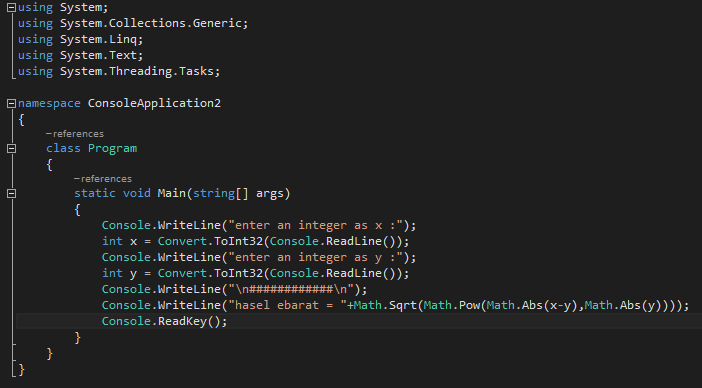 using System;
using System.Collections.Generic;
using System.Linq;
using System.Text;
using System.Threading.Tasks;
namespace ConsoleApplication2
{
–references
class Program
{
–references
static void Main(string[] args)
{
Console.WriteLine("enter an integer as x :");
int x = Convert.ToInt32(Console.ReadLine());
Console.WriteLine("enter an integer as y :");
int y = Convert.ToInt32(Console.ReadLine());
Console.WriteLine("\n############\n");
Console.WriteLine("hasel ebarat = "+Math.Sqrt(Math.Pow(Math.Abs(x-y),Math.Abs(y))));
Console.ReadKey();
}
}
}